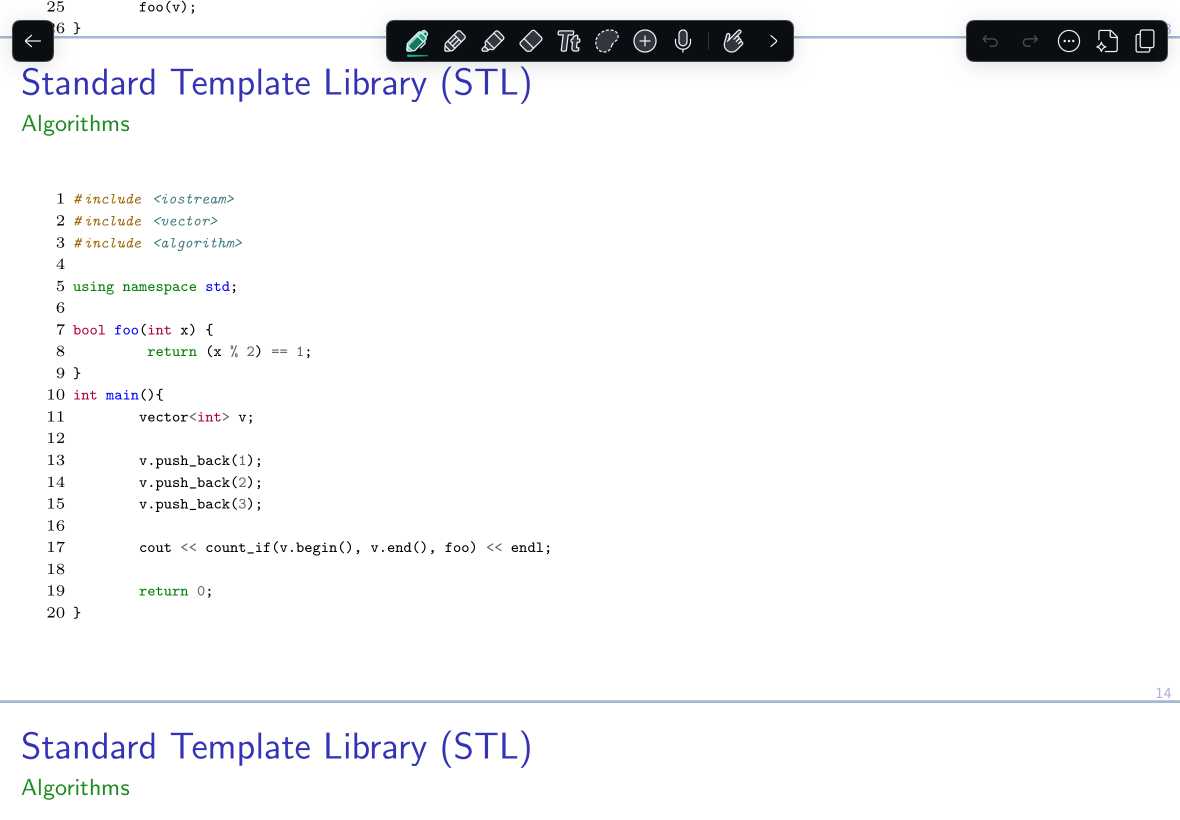 25 foo(v);
26 }
Standard Template Library (STL)
Algorithms
1 #include <iostream>
2 #include <vector>
3 #include <algorithm>
4
5 using namespace std;
6
7 bool foo(int x) {
8 return (x % 2) == 1;
9 }
10 int main(){
11 vector<int> v;
12
13 v.push_back(1);
14 v.push_back(2);
15 v.push_back(3);
16
17 cout << count_if(v.begin(), v.end(), foo) << endl;
18
19 return 0;
20 }
14
Standard Template Library (STL)
Algorithms